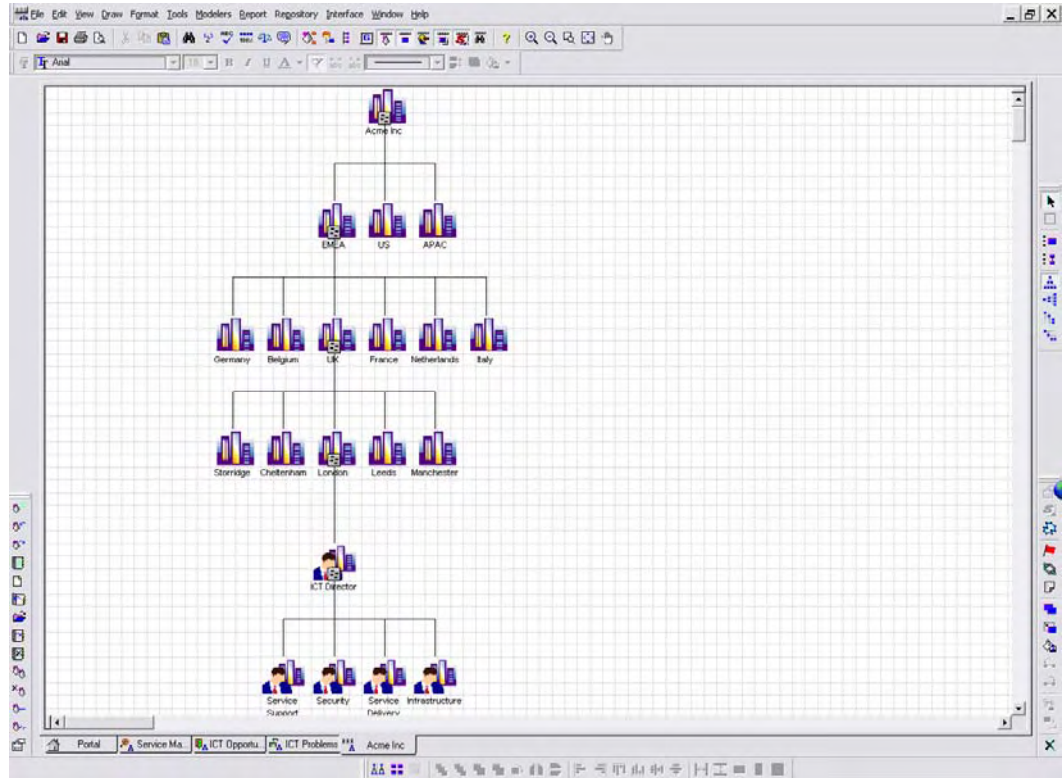 File Edit View Draw Format Tools Modelers Report Repository Interface Window Help
Arial
Acme Inc
EMEA US APAC
Germany Belgium UK France Netherlands Italy
Storridge Cheltenham London Leeds Manchester
ICT Director
Service Support Security Service Delivery Infrastructure
Portal Service Ma... ICT Opportu... ICT Problems Acme Inc